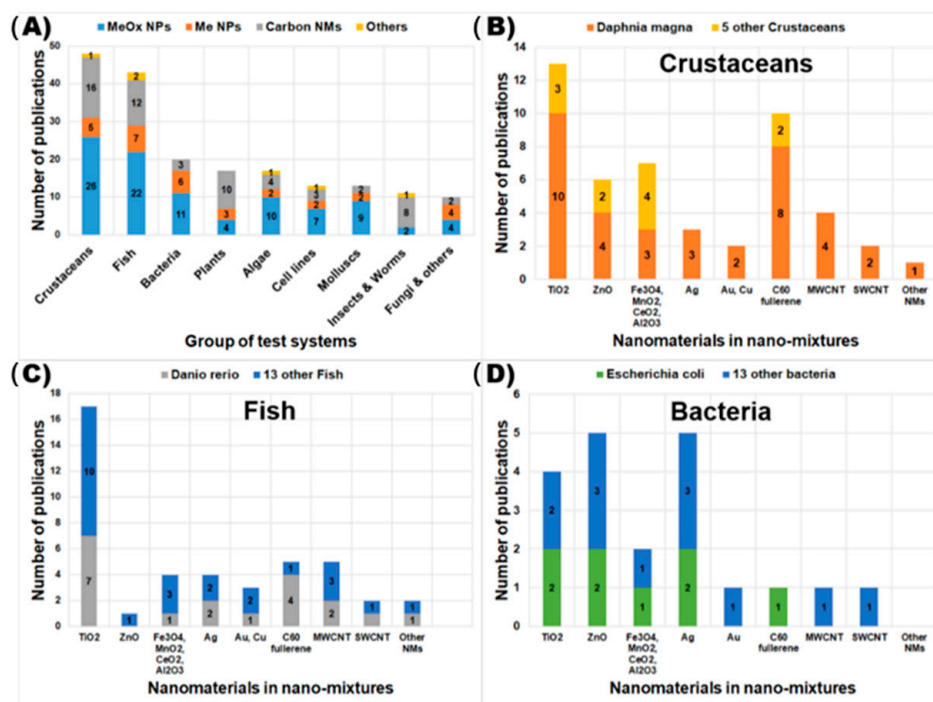 (A)
MeOx NPs Me NPs Carbon NMs Others
Number of publications
50
40
30
20
10
0
1
16
5
26
2
12
7
22
3
6
11
10
3
4
1
4
2
10
1
3
2
7
2
2
9
1
8
2
2
4
4
Crustaceans
Fish
Bacteria
Plants
Algae
Cell lines
Molluscs
Insects & Worms
Fungi & others
Group of test systems
(B)
Daphnia magna 5 other Crustaceans
Crustaceans
Number of publications
14
12
10
8
6
4
2
0
3
10
2
4
4
3
3
2
2
8
4
2
1
TiO2 ZnO Fe3O4, Ag Au, Cu C60 MWCNT SWCNT Other
MnO2, fullerene NMs
CeO2,
Al2O3
Nanomaterials in nano-mixtures
(C)
Danio rerio 13 other Fish
Fish
Number of publications
18
16
14
12
10
8
6
4
2
0
10
7
1
3
1
2
2
2
1
1
4
3
2
1
1
1
1
TiO2 ZnO Fe3O4, Ag Au, Cu C60 MWCNT SWCNT Other
MnO2, fullerene NMs
CeO2,
Al2O3
Nanomaterials in nano-mixtures
(D)
Escherichia coli 13 other bacteria
Bacteria
Number of publications
6
5
4
3
2
1
0
2
2
3
2
1
1
3
2
1
1
1
1
TiO2 ZnO Fe3O4, Ag Au C60 MWCNT SWCNT Other
MnO2, fullerene NMs
CeO2,
Al2O3
Nanomaterials in nano-mixtures